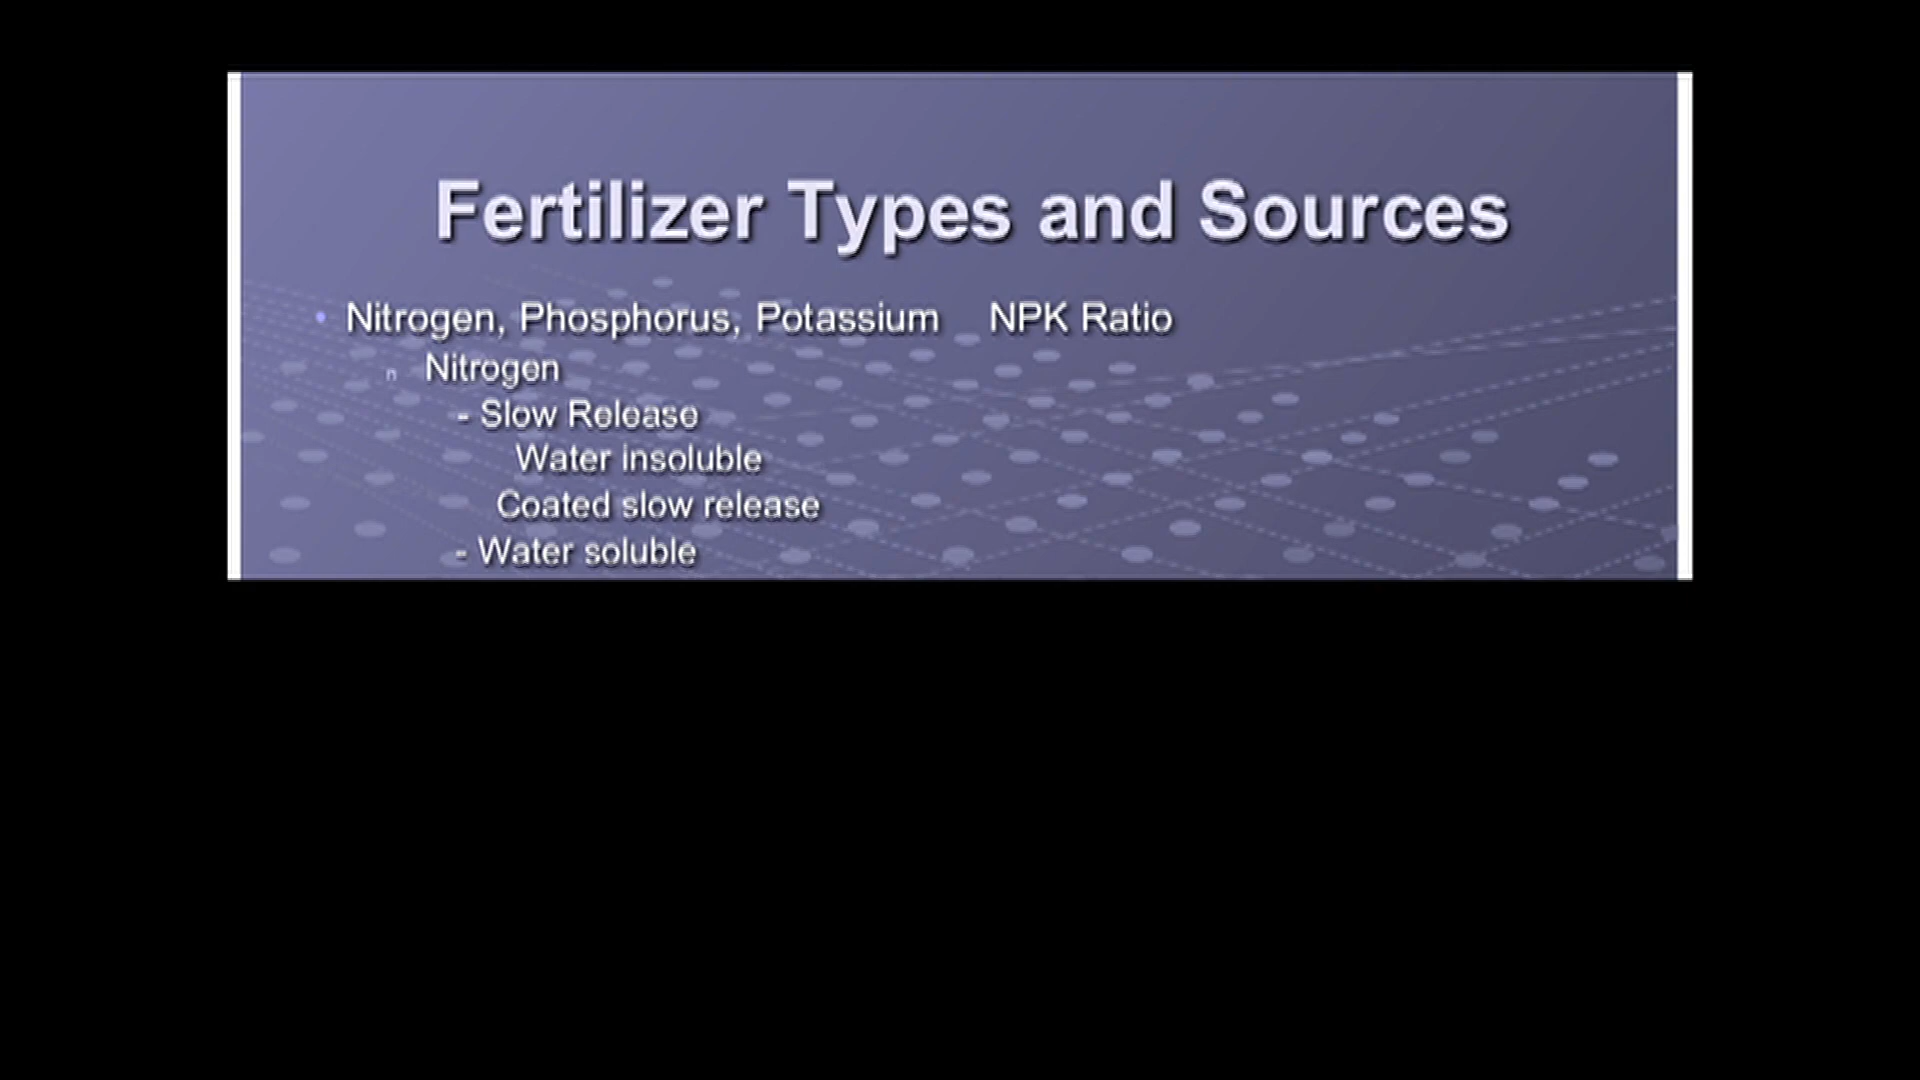 Fertilizer Types and Sources
• Nitrogen, Phosphorus, Potassium NPK Ratio
n Nitrogen
- Slow Release
Water insoluble
Coated slow release
- Water soluble